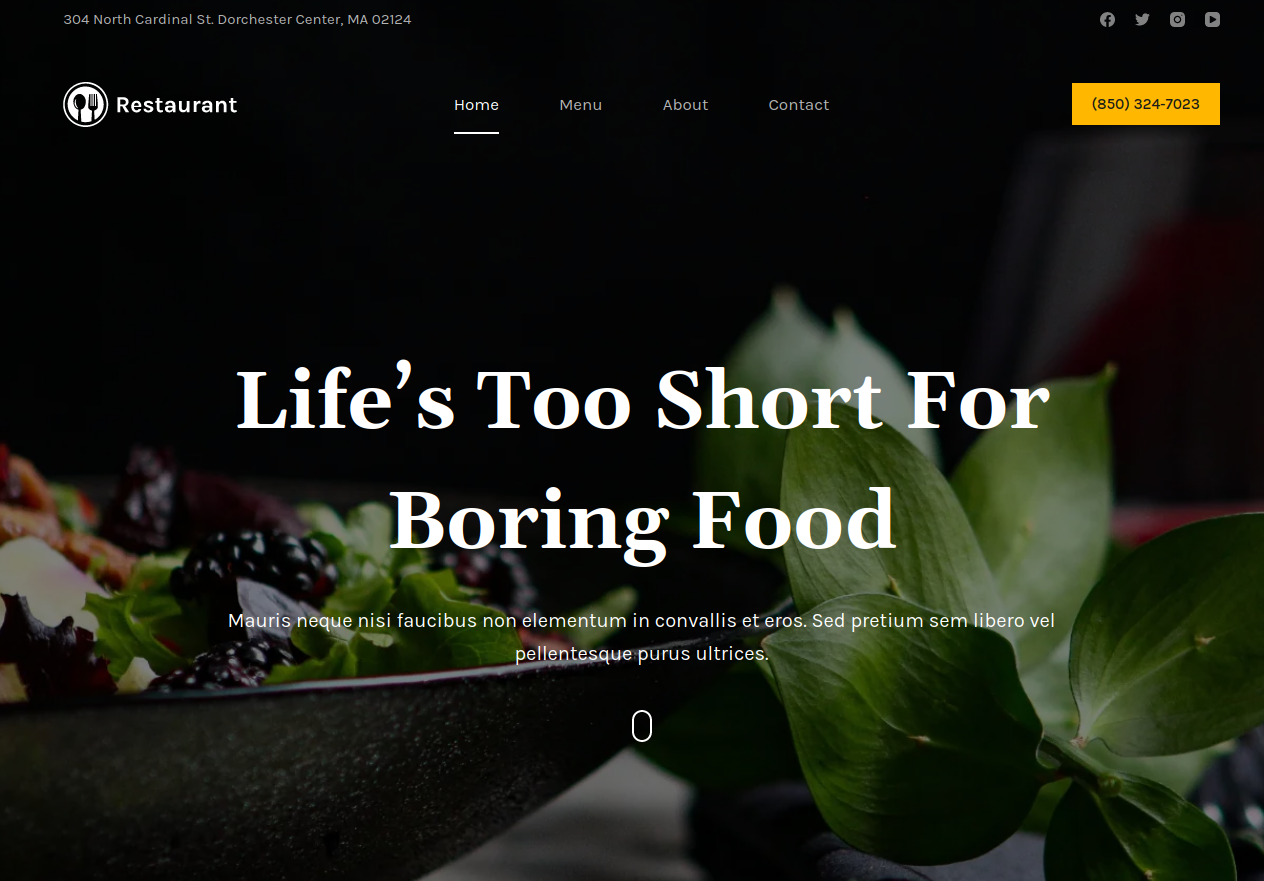 304 North Cardinal St. Dorchester Center, MA 02124
Restaurant
Home
Menu
About
Contact
(850) 324-7023
Life’s Too Short For
Boring Food
Mauris neque nisi faucibus non elementum in convallis et eros. Sed pretium sem libero vel
pellentesque purus ultrices.